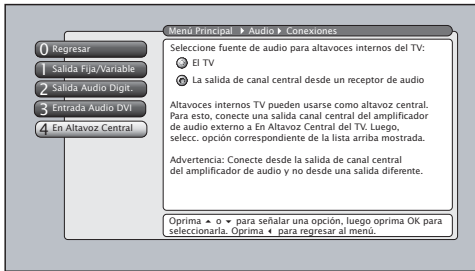 Menú Principal ▸ Audio ▸ Conexiones
0 Regresar
1 Salida Fija/Variable
2 Salida Audio Digit.
3 Entrada Audio DVI
4 En Altavoz Central
Seleccione fuente de audio para altavoces internos del TV:
El TV
La salida de canal central desde un receptor de audio
Altavoces internos TV pueden usarse como altavoz central.
Para esto, conecte una salida canal central del amplificador
de audio externo a En Altavoz Central del TV. Luego,
selecc. opción correspondiente de la lista arriba mostrada.
Advertencia: Conecte desde la salida de canal central
del amplificador de audio y no desde una salida diferente.
Oprima ▲ o ▼ para señalar una opción, luego oprima OK para
seleccionarla. Oprima ◀ para regresar al menú.